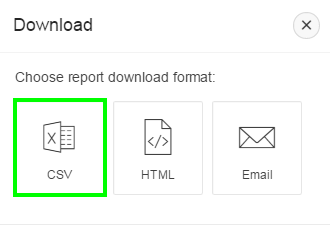 Download
Choose report download format:
CSV
HTML
Email